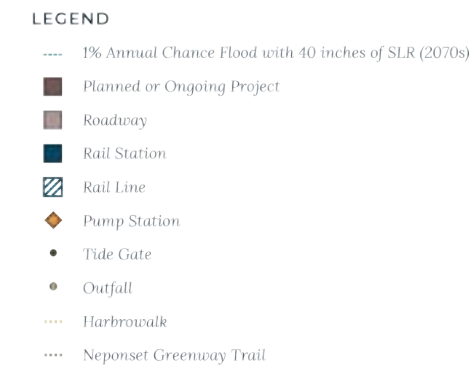 LEGEND
1% Annual Chance Flood with 40 inches of SLR (2070s)
Planned or Ongoing Project
Roadway
Rail Station
Rail Line
Pump Station
Tide Gate
Outfall
Harbrowalk
Neponset Greenway Trail